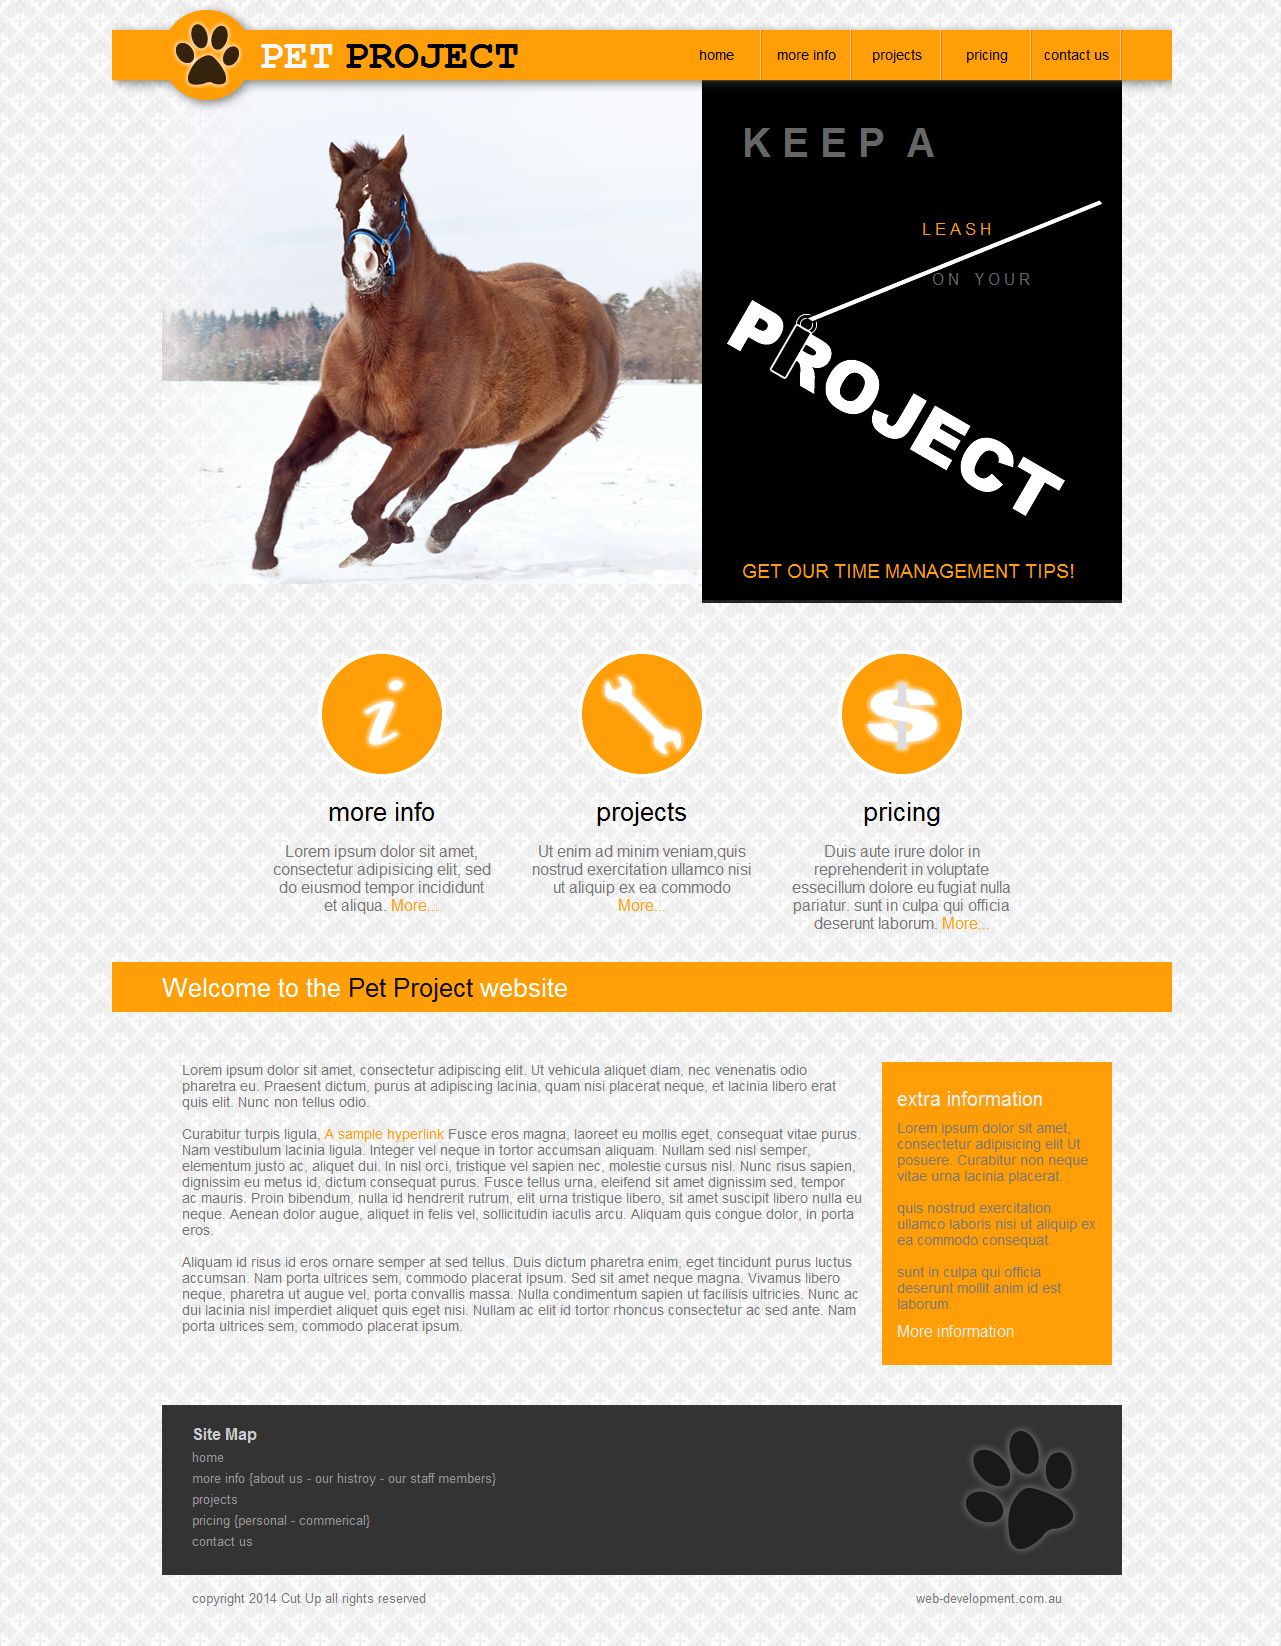 PET PROJECT
home more info projects pricing contact us
KEEP A
LEASH
ON YOUR
PROJECT
GET OUR TIME MANAGEMENT TIPS!
i
$
more info
Lorem ipsum dolor sit amet,
consectetur adipisicing elit, sed
do eiusmod tempor incididunt
et aliqua. More...
projects
Ut enim ad minim veniam,quis
nostrud exercitation ullamco nisi
ut aliquip ex ea commodo
More...
pricing
Duis aute irure dolor in
reprehenderit in voluptate
essecillum dolore eu fugiat nulla
pariatur. sunt in culpa qui officia
deserunt laborum. More...
Welcome to the Pet Project website
Lorem ipsum dolor sit amet, consectetur adipiscing elit. Ut vehicula aliquet diam, nec venenatis odio
pharetra eu. Praesent dictum, purus at adipiscing lacinia, quam nisi placerat neque, et lacinia libero erat
quis elit. Nunc non tellus odio.
Curabitur turpis ligula, A sample hyperlink Fusce eros magna, laoreet eu mollis eget, consequat vitae purus.
Nam vestibulum lacinia ligula. Integer vel neque in tortor accumsan aliquam. Nullam sed nisl semper,
elementum justo ac, aliquet dui. In nisl orci, tristique vel sapien nec, molestie cursus nisl. Nunc risus sapien,
dignissim eu metus id, dictum consequat purus. Fusce tellus urna, eleifend sit amet dignissim sed, tempor
ac mauris. Proin bibendum, nulla id hendrerit rutrum, elit urna tristique libero, sit amet suscipit libero nulla eu
neque. Aenean dolor augue, aliquet in felis vel, sollicitudin iaculis arcu. Aliquam quis congue dolor, in porta
eros.
Aliquam id risus id eros ornare semper at sed tellus. Duis dictum pharetra enim, eget tincidunt purus luctus
accumsan. Nam porta ultrices sem, commodo placerat ipsum. Sed sit amet neque magna. Vivamus libero
neque, pharetra ut augue vel, porta convallis massa. Nulla condimentum sapien ut facilisis ultricies. Nunc ac
dui lacinia nisl imperdiet aliquet quis eget nisi. Nullam ac elit id tortor rhoncus consectetur ac sed ante. Nam
porta ultrices sem, commodo placerat ipsum.
extra information
Lorem ipsum dolor sit amet,
consectetur adipisicing elit Ut
posuere. Curabitur non neque
vitae urna lacinia placerat.
quis nostrud exercitation
ullamco laboris nisi ut aliquip ex
ea commodo consequat.
sunt in culpa qui officia
deserunt mollit anim id est
laborum.
More information
Site Map
home
more info {about us - our histroy - our staff members}
projects
pricing {personal - commerical}
contact us
copyright 2014 Cut Up all rights reserved web-development.com.au